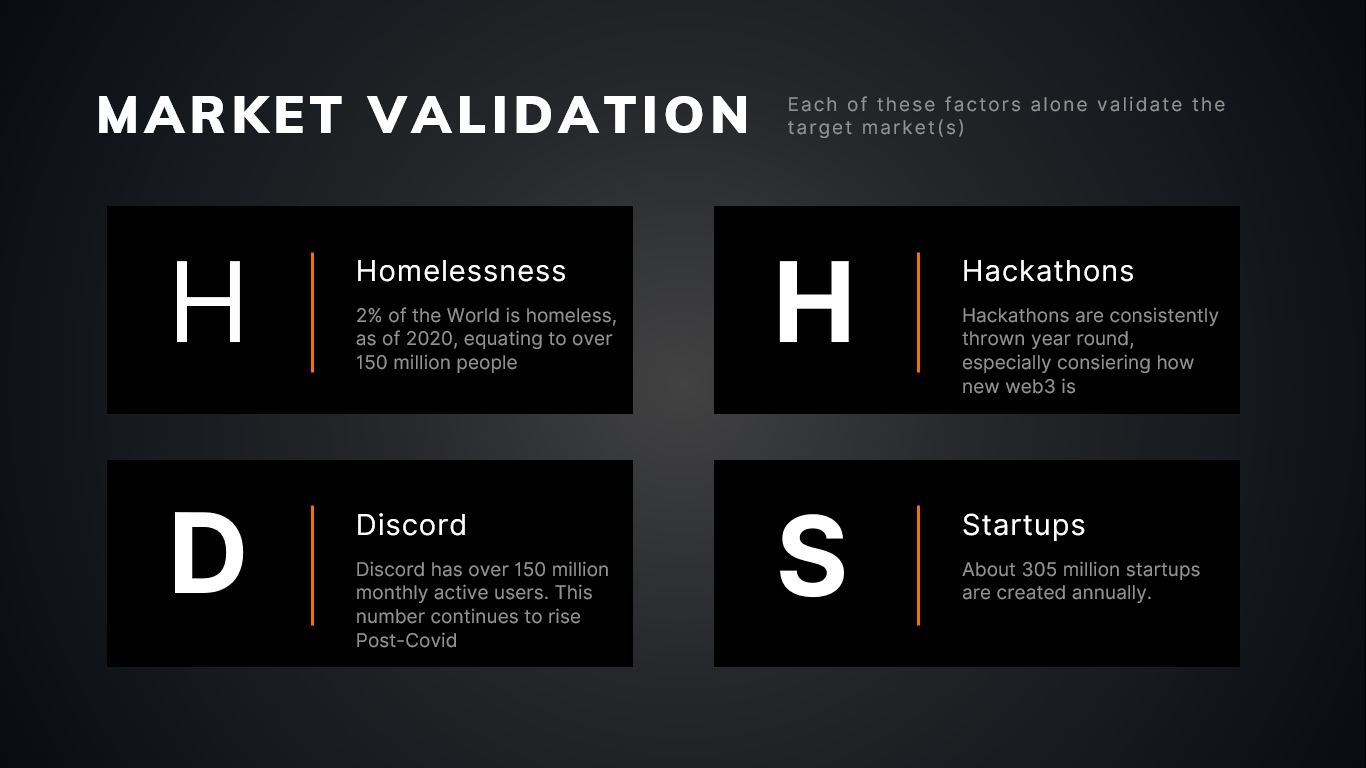 MARKET VALIDATION
Each of these factors alone validate the
target market(s)
H
Homelessness
2% of the World is homeless,
as of 2020, equating to over
150 million people
H
Hackathons
Hackathons are consistently
thrown year round,
especially consiering how
new web3 is
D
Discord
Discord has over 150 million
monthly active users. This
number continues to rise
Post-Covid
S
Startups
About 305 million startups
are created annually.